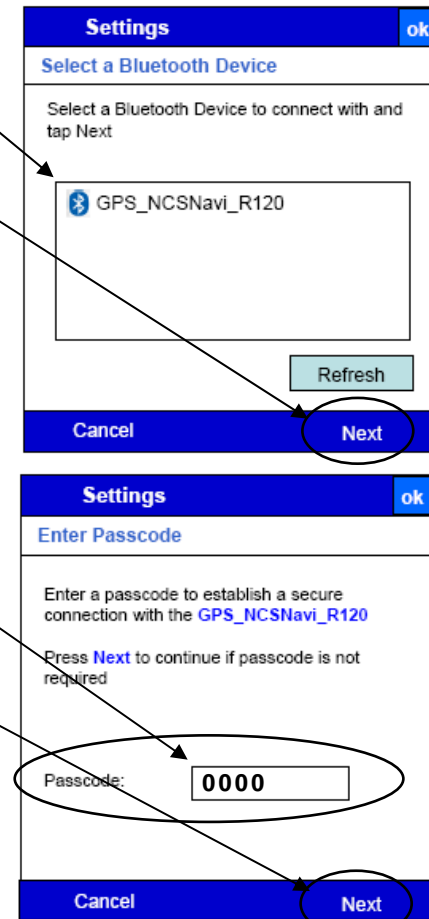 Settings
ok
Select a Bluetooth Device
Select a Bluetooth Device to connect with and
tap Next
GPS_NCSNavi_R120
Refresh
Cancel
Next
Settings
ok
Enter Passcode
Enter a passcode to establish a secure
connection with the GPS_NCSNavi_R120
Press Next to continue if passcode is not
required
Passcode:
0000
Cancel
Next